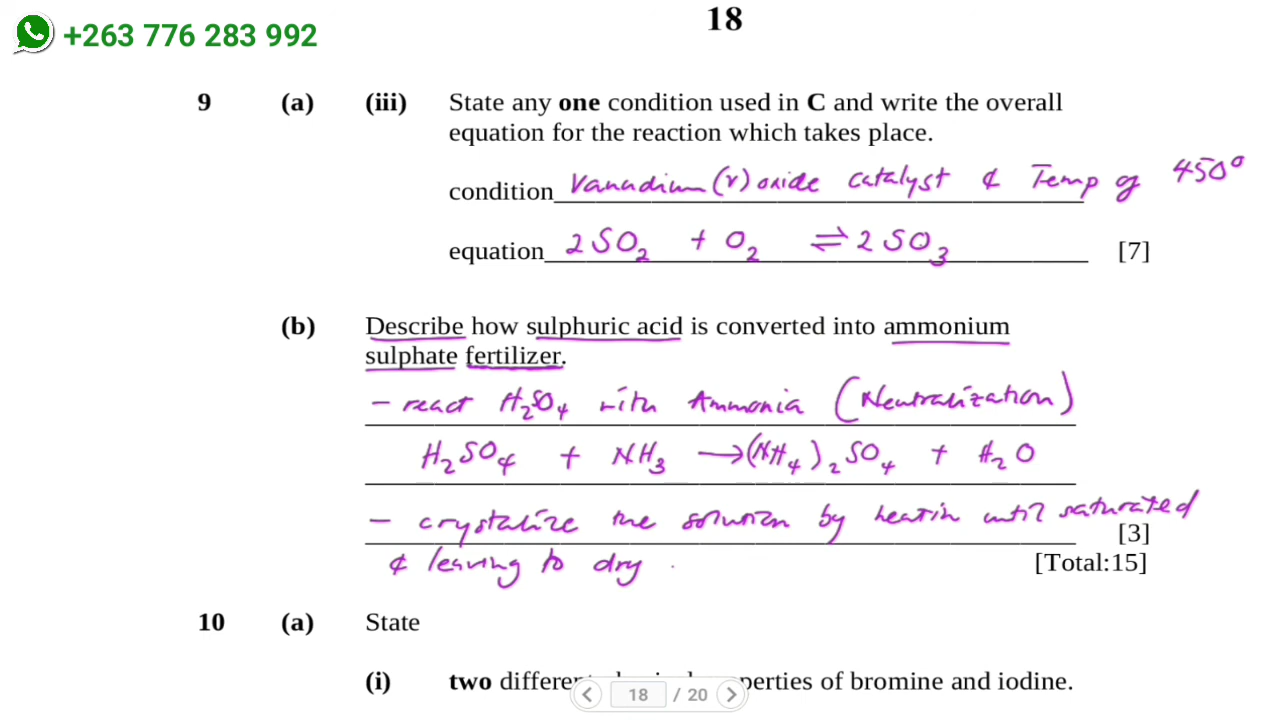 +263 776 283 992
18
9 (a) (iii) State any one condition used in C and write the overall
equation for the reaction which takes place.
condition Vanadium (V) oxide catalyst & Temp of 450°
equation 2SO₂ + O₂ ⇌ 2SO₃ [7]
(b) Describe how sulphuric acid is converted into ammonium
sulphate fertilizer.
- react H₂SO₄ with Ammonia (Neutralization)
H₂SO₄ + NH₃ → (NH₄)₂SO₄ + H₂O
- crystalize the solution by heatin until saturated
[3]
& leaving to dry .
[Total:15]
10 (a) State
(i) two different perties of bromine and iodine.
18 / 20